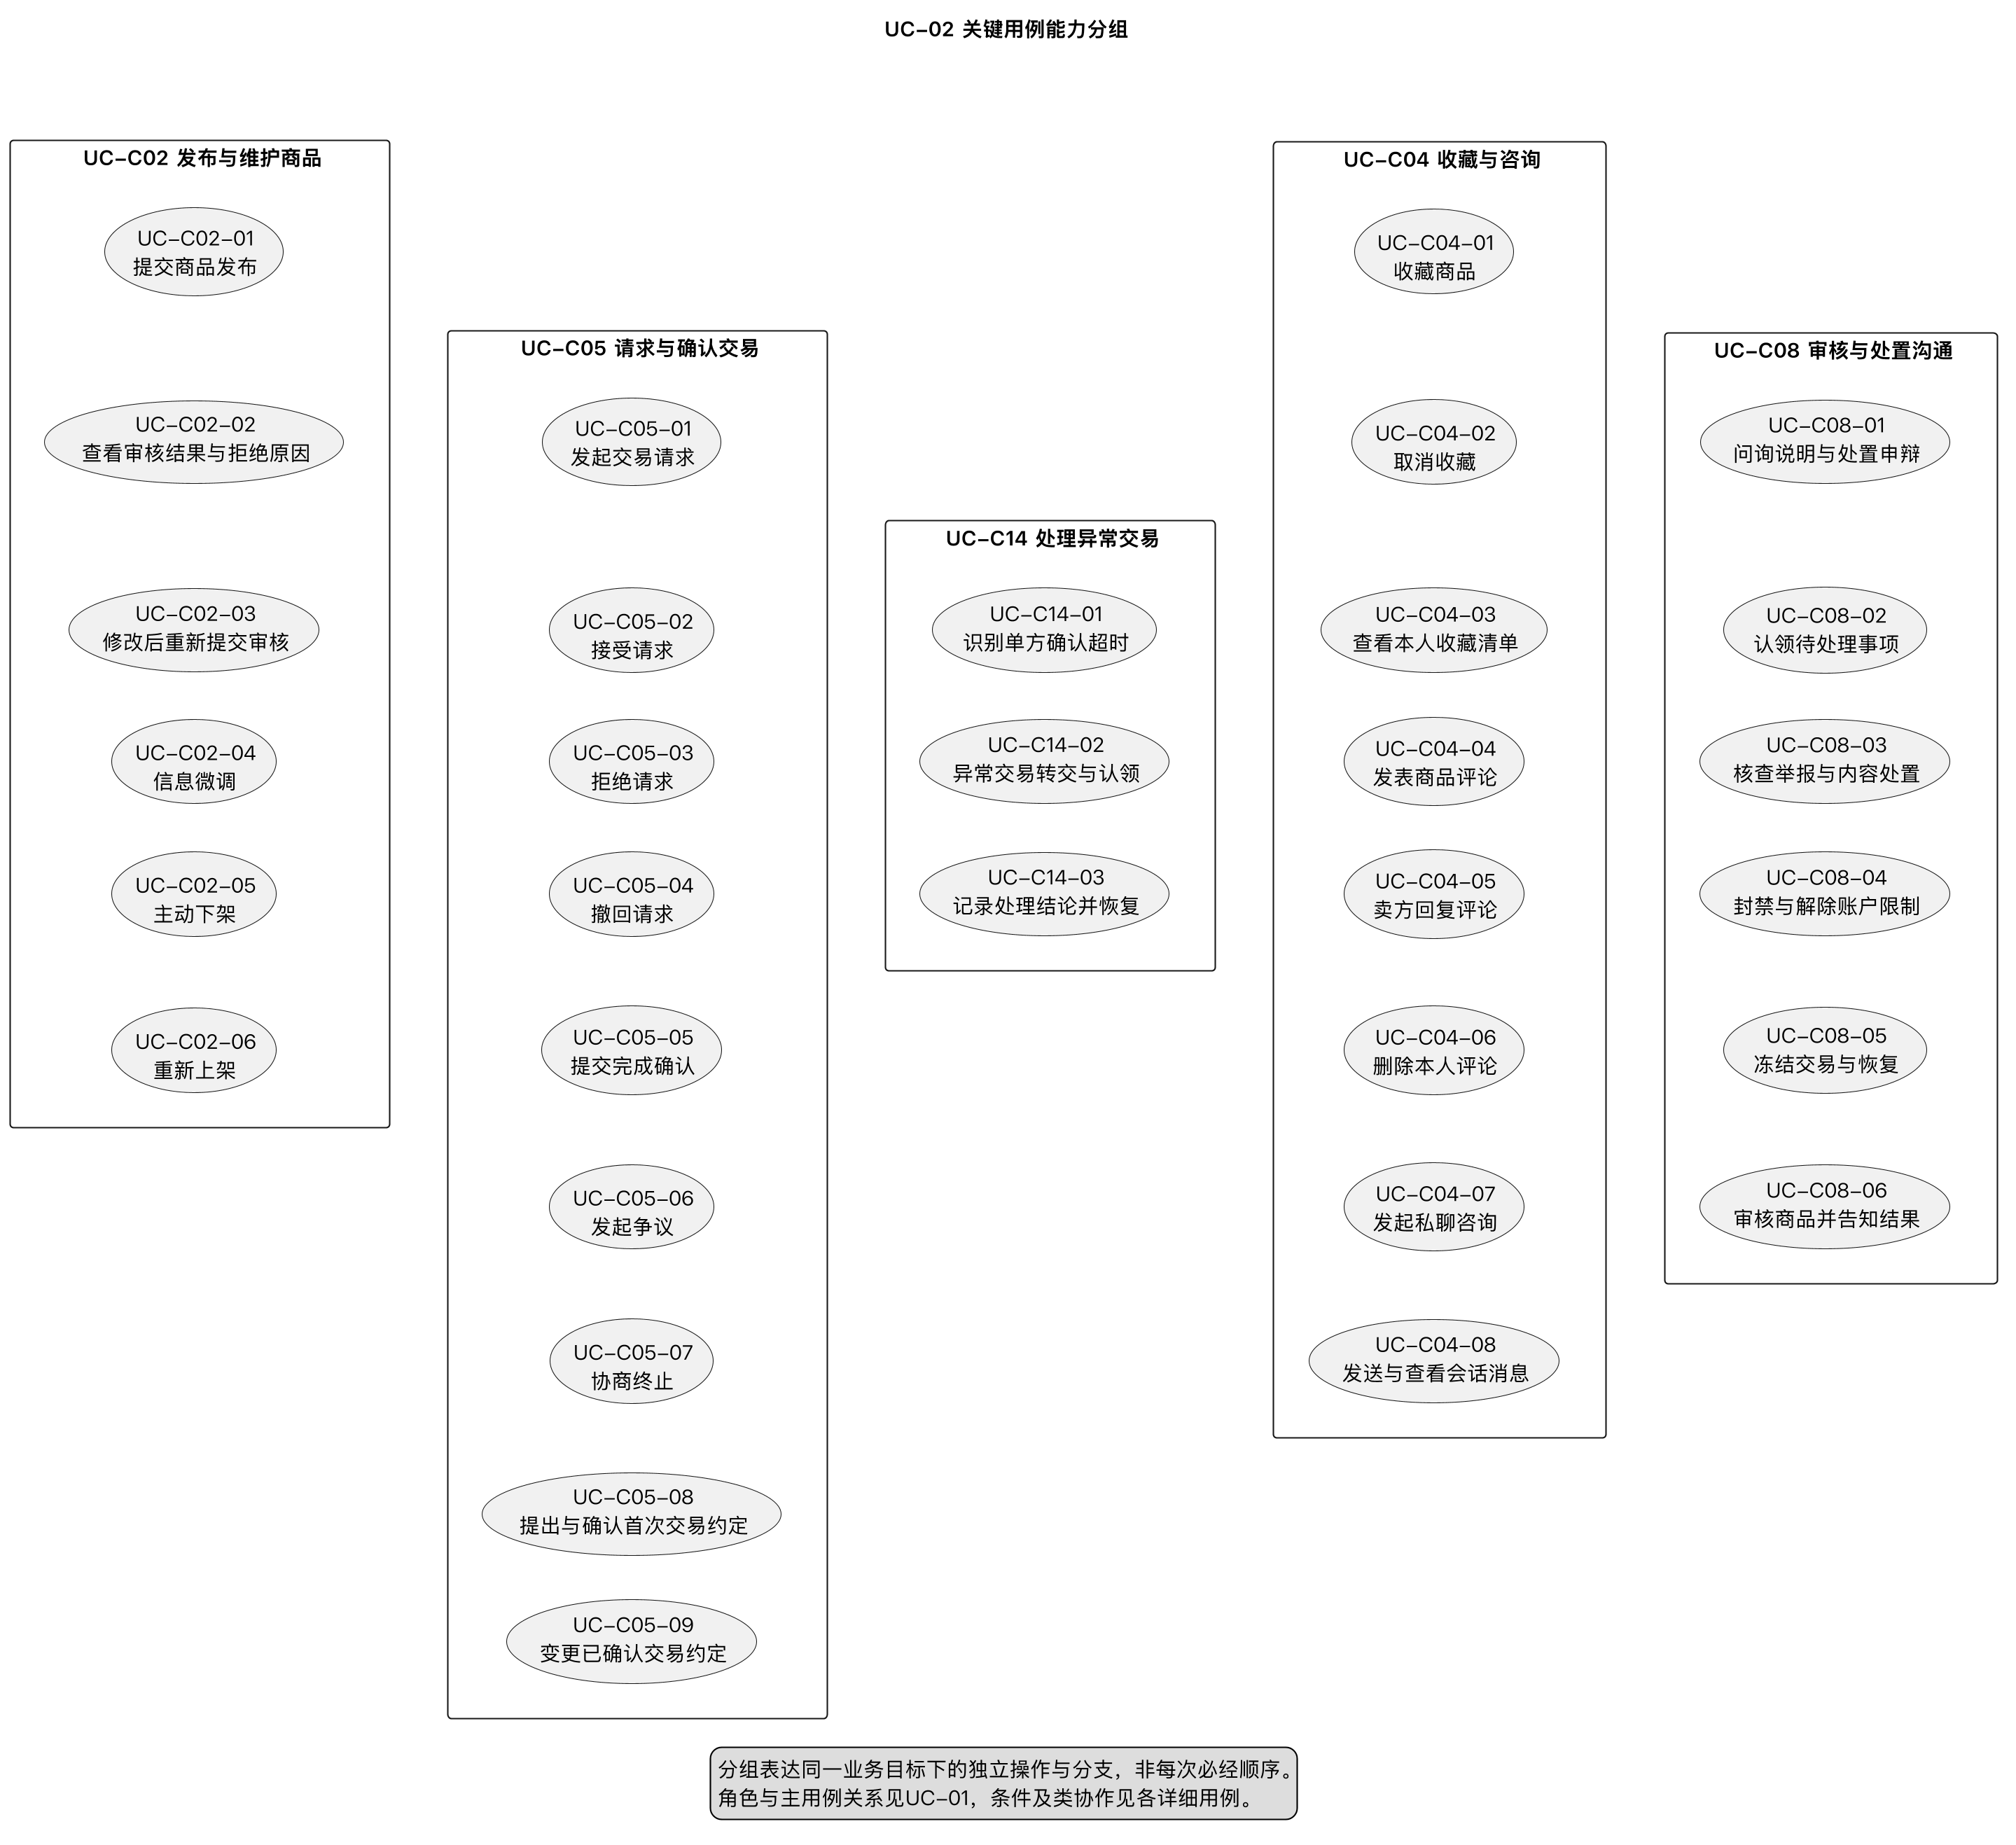 UC-02 关键用例能力分组
UC-C02 发布与维护商品
UC-C02-01
提交商品发布
UC-C02-02
查看审核结果与拒绝原因
UC-C02-03
修改后重新提交审核
UC-C02-04
信息微调
UC-C02-05
主动下架
UC-C02-06
重新上架
UC-C05 请求与确认交易
UC-C05-01
发起交易请求
UC-C05-02
接受请求
UC-C05-03
拒绝请求
UC-C05-04
撤回请求
UC-C05-05
提交完成确认
UC-C05-06
发起争议
UC-C05-07
协商终止
UC-C05-08
提出与确认首次交易约定
UC-C05-09
变更已确认交易约定
UC-C14 处理异常交易
UC-C14-01
识别单方确认超时
UC-C14-02
异常交易转交与认领
UC-C14-03
记录处理结论并恢复
UC-C04 收藏与咨询
UC-C04-01
收藏商品
UC-C04-02
取消收藏
UC-C04-03
查看本人收藏清单
UC-C04-04
发表商品评论
UC-C04-05
卖方回复评论
UC-C04-06
删除本人评论
UC-C04-07
发起私聊咨询
UC-C04-08
发送与查看会话消息
UC-C08 审核与处置沟通
UC-C08-01
问询说明与处置申辩
UC-C08-02
认领待处理事项
UC-C08-03
核查举报与内容处置
UC-C08-04
封禁与解除账户限制
UC-C08-05
冻结交易与恢复
UC-C08-06
审核商品并告知结果
分组表达同一业务目标下的独立操作与分支，非每次必经顺序。
角色与主用例关系见UC-01，条件及类协作见各详细用例。